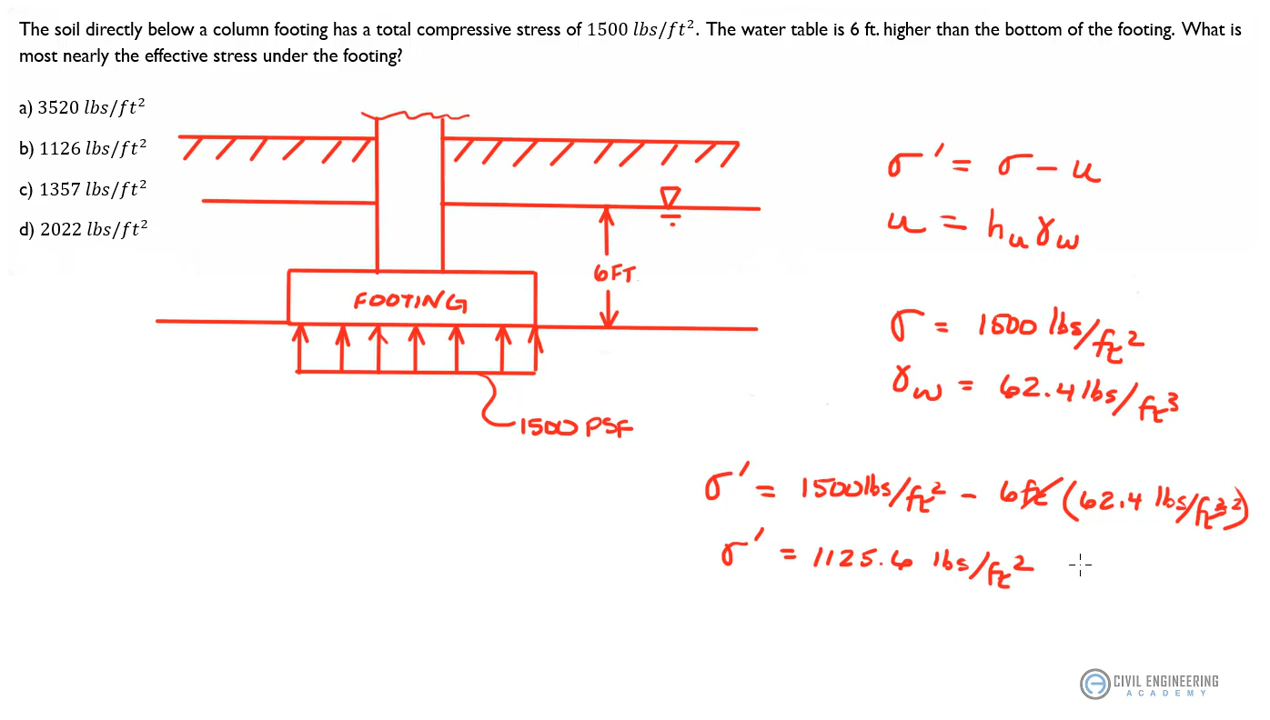 The soil directly below a column footing has a total compressive stress of 1500 lbs/ft². The water table is 6 ft. higher than the bottom of the footing. What is
most nearly the effective stress under the footing?
a) 3520 lbs/ft²
b) 1126 lbs/ft²
c) 1357 lbs/ft²
d) 2022 lbs/ft²
6FT
FOOTING
1500 PSF
σ' = σ - u
u = hᵤγw
σ = 1500 lbs/ft²
γw = 62.4 lbs/ft³
σ' = 1500 lbs/ft² - 6ft (62.4 lbs/ft³²)
σ' = 1125.6 lbs/ft²
CIVIL ENGINEERING
ACADEMY